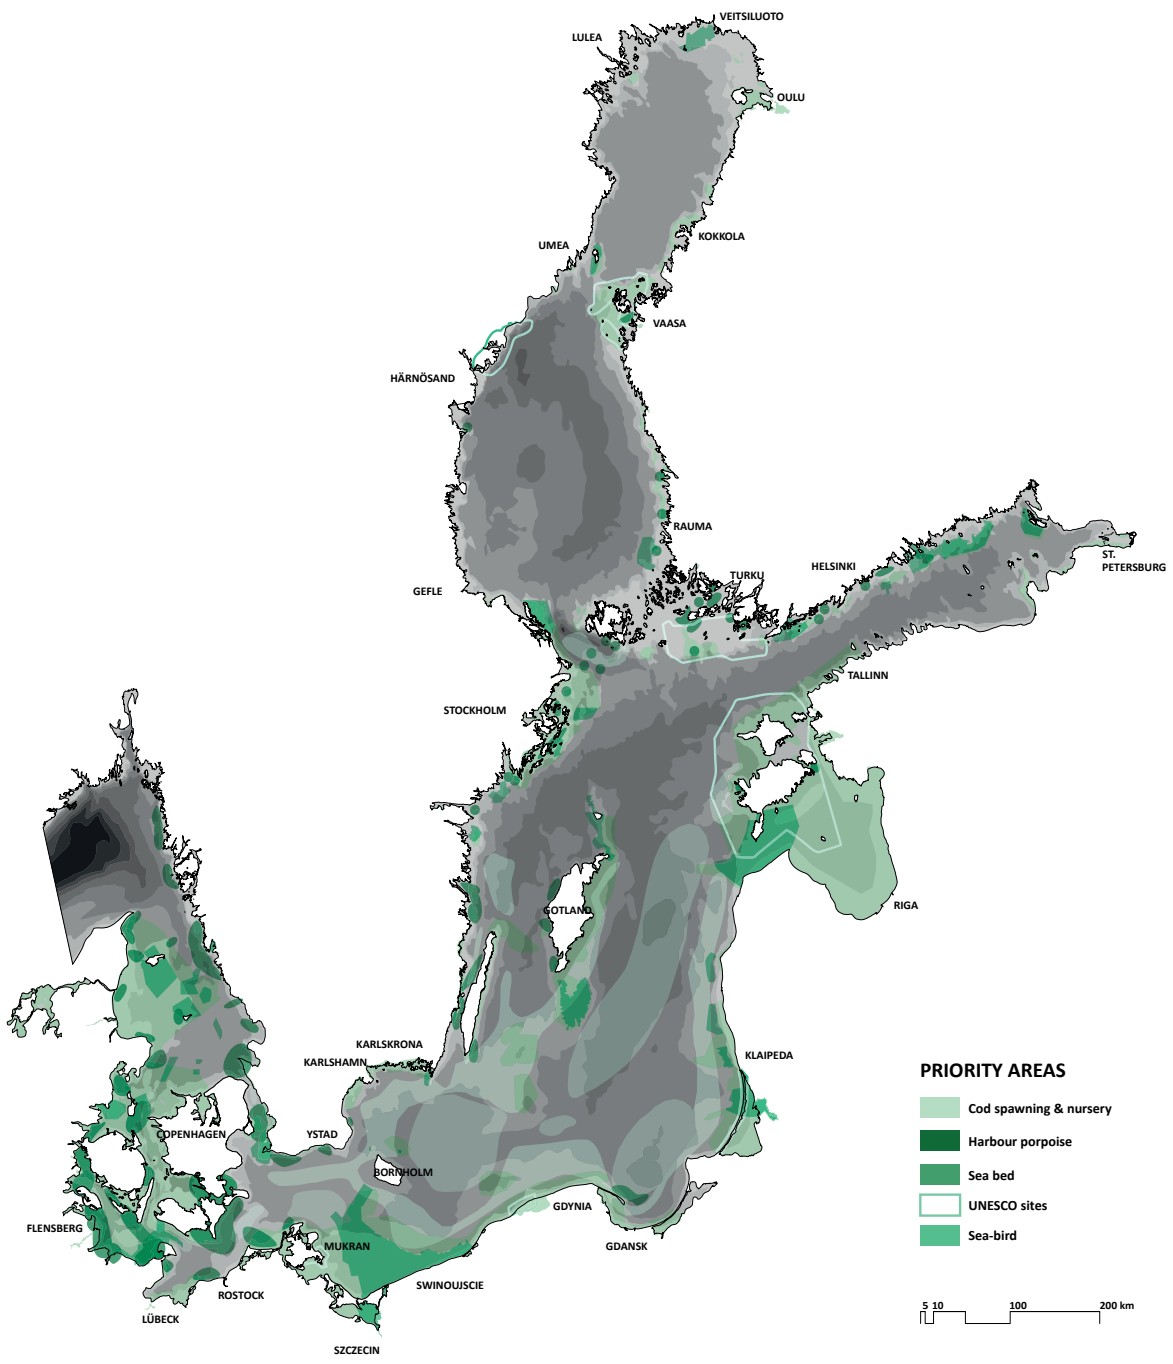 VEITSILUOTO
LULEA
OULU
KOKKOLA
UMEA
VAASA
HÄRNÖSAND
RAUMA
ST.
PETERSBURG
HELSINKI
TURKU
GEFLE
TALLINN
STOCKHOLM
RIGA
GOTLAND
KARLSKRONA
KARLSHAMN
KLAIPEDA
COPENHAGEN
YSTAD
BORNHOLM
GDYNIA
FLENSBERG
GDANSK
MUKRAN
SWINOUJSCIE
ROSTOCK
LÜBECK
SZCZECIN
PRIORITY AREAS
Cod spawning & nursery
Harbour porpoise
Sea bed
UNESCO sites
Sea-bird
5 10 100 200 km